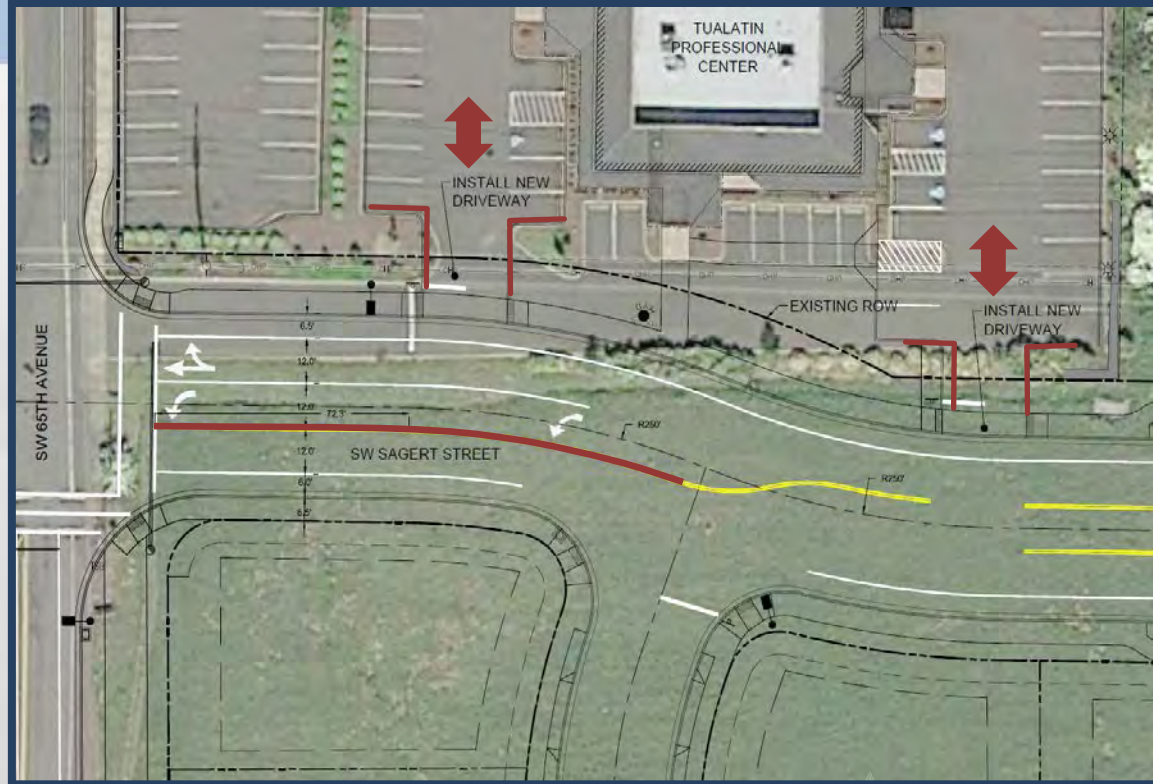 TUALATIN
PROFESSIONAL
CENTER
INSTALL NEW
DRIVEWAY
EXISTING ROW
INSTALL NEW
DRIVEWAY
SW 65TH AVENUE
6.5'
12.0'
12.0'
72.3'
R250'
12.0'
SW SAGERT STREET
R250'
6.0'
6.5'